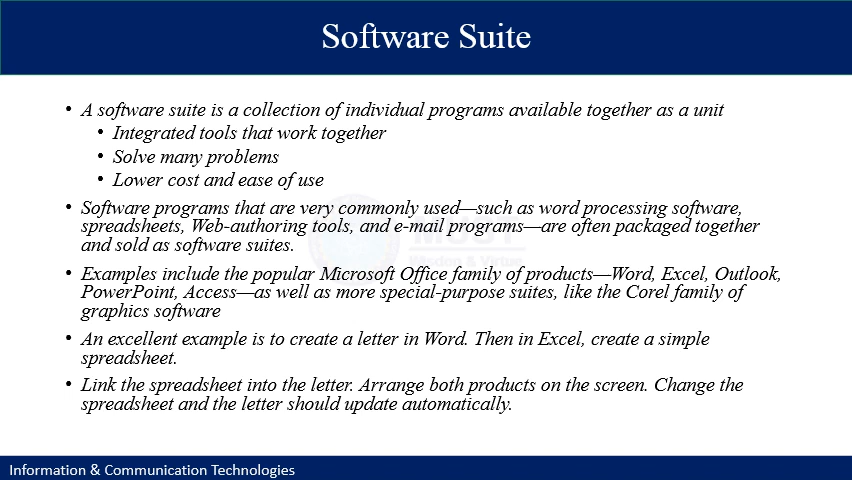 Software Suite
• A software suite is a collection of individual programs available together as a unit
• Integrated tools that work together
• Solve many problems
• Lower cost and ease of use
• Software programs that are very commonly used—such as word processing software,
spreadsheets, Web-authoring tools, and e-mail programs—are often packaged together
and sold as software suites.
• Examples include the popular Microsoft Office family of products—Word, Excel, Outlook,
PowerPoint, Access—as well as more special-purpose suites, like the Corel family of
graphics software
• An excellent example is to create a letter in Word. Then in Excel, create a simple
spreadsheet.
• Link the spreadsheet into the letter. Arrange both products on the screen. Change the
spreadsheet and the letter should update automatically.
Information & Communication Technologies